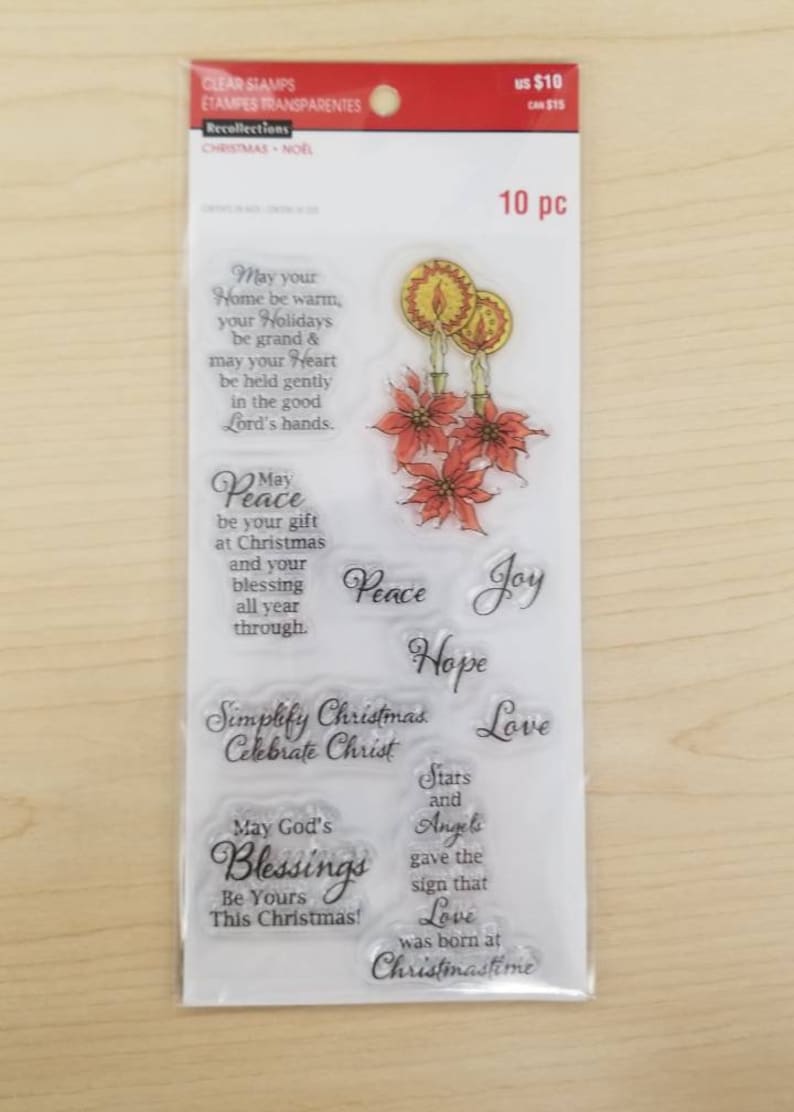 CLEAR STAMPS
ÉTAMPES TRANSPARENTES
US $10
CAN $15
Recollections
CHRISTMAS • NOËL
10 pc
May your
Home be warm,
your Holidays
be grand &
may your Heart
be held gently
in the good
Lord's hands.
May
Peace
be your gift
at Christmas
and your
blessing
all year
through.
Peace
Joy
Hope
Simplify Christmas.
Celebrate Christ
Love
Stars
and
Angels
gave the
sign that
Love
was born at
Christmastime
May God's
Blessings
Be Yours
This Christmas!